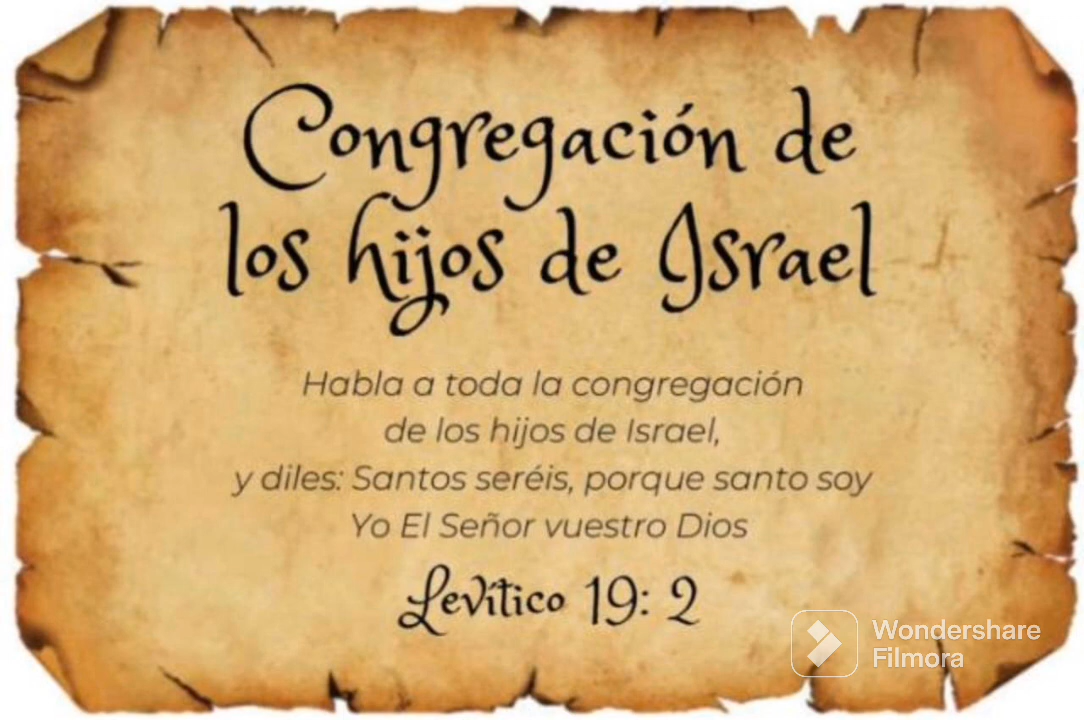 Congregación de
los hijos de Israel
Habla a toda la congregación
de los hijos de Israel,
y diles: Santos seréis, porque santo soy
Yo El Señor vuestro Dios
Levítico 19: 2
Wondershare
Filmora